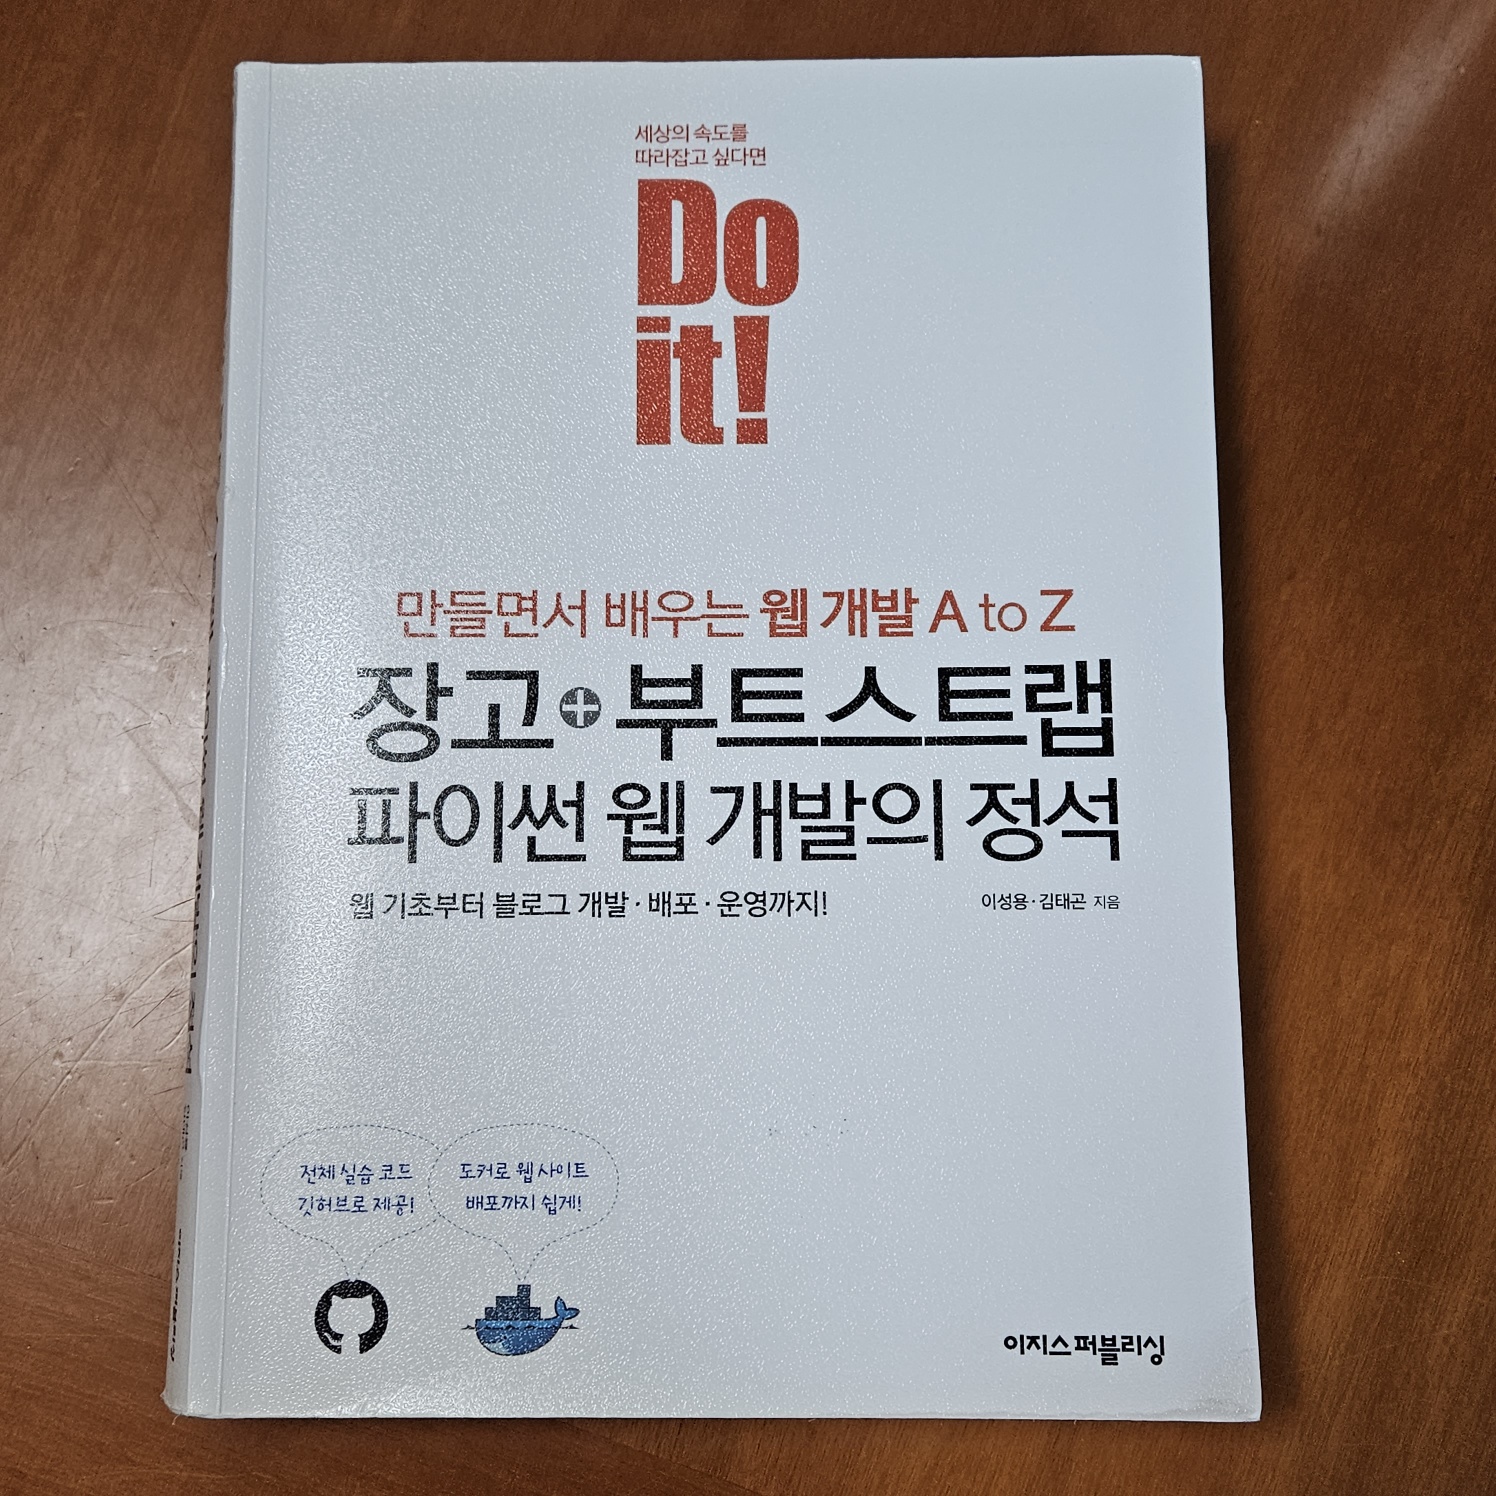 세상의 속도를
따라잡고 싶다면
Do
it!
만들면서 배우는 웹 개발 A to Z
장고+부트스트랩
파이썬 웹 개발의 정석
웹 기초부터 블로그 개발·배포·운영까지!
이성용·김태곤 지음
전체 실습 코드
깃허브로 제공!
도커로 웹 사이트
배포까지 쉽게!
이지스퍼블리싱